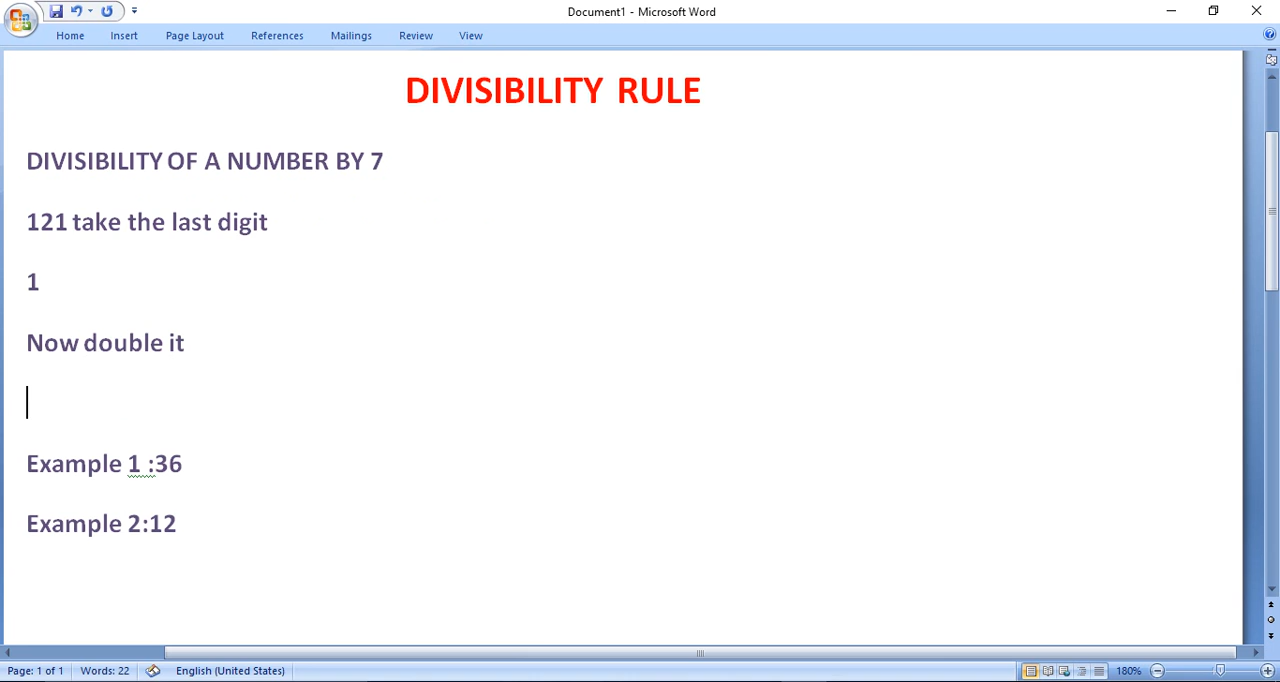 Document1 - Microsoft Word
Home Insert Page Layout References Mailings Review View
DIVISIBILITY RULE
DIVISIBILITY OF A NUMBER BY 7
121 take the last digit
1
Now double it
Example 1 :36
Example 2:12
Page: 1 of 1 Words: 22 English (United States) 180%